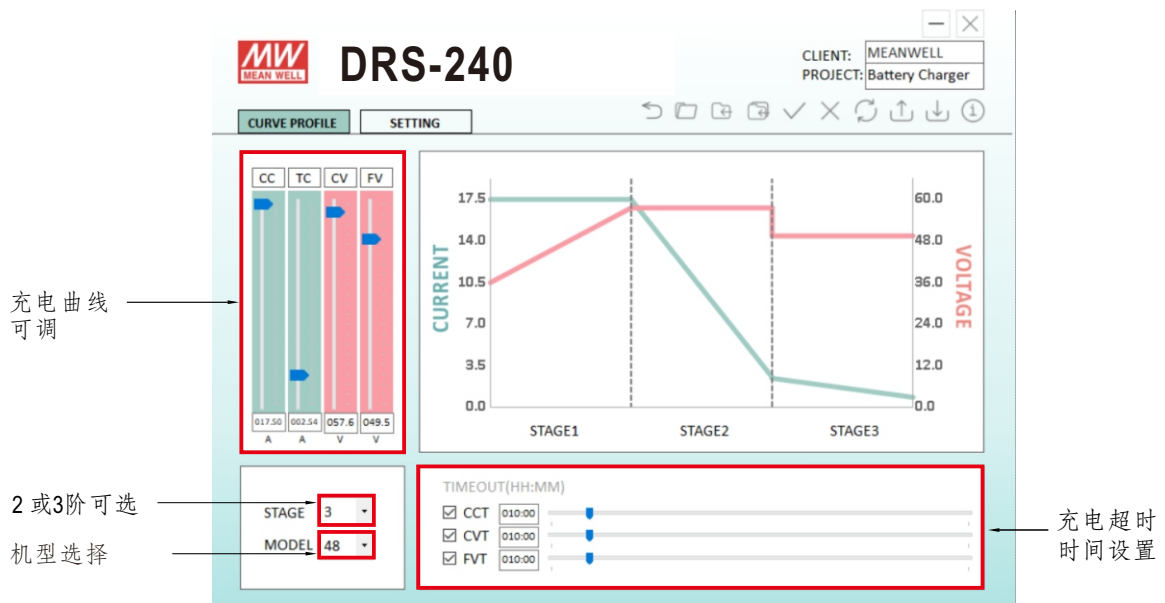 MW
MEAN WELL
DRS-240
CLIENT: MEANWELL
PROJECT: Battery Charger
CURVE PROFILE SETTING
CC TC CV FV
017.50 002.54 057.6 049.5
A A V V
充电曲线
可调
CURRENT
17.5
14.0
10.5
7.0
3.5
0.0
60.0
48.0
36.0
24.0
12.0
0.0
VOLTAGE
STAGE1 STAGE2 STAGE3
2或3阶可选
机型选择
STAGE 3
MODEL 48
TIMEOUT(HH:MM)
CCT 010:00
CVT 010:00
FVT 010:00
充电超时
时间设置